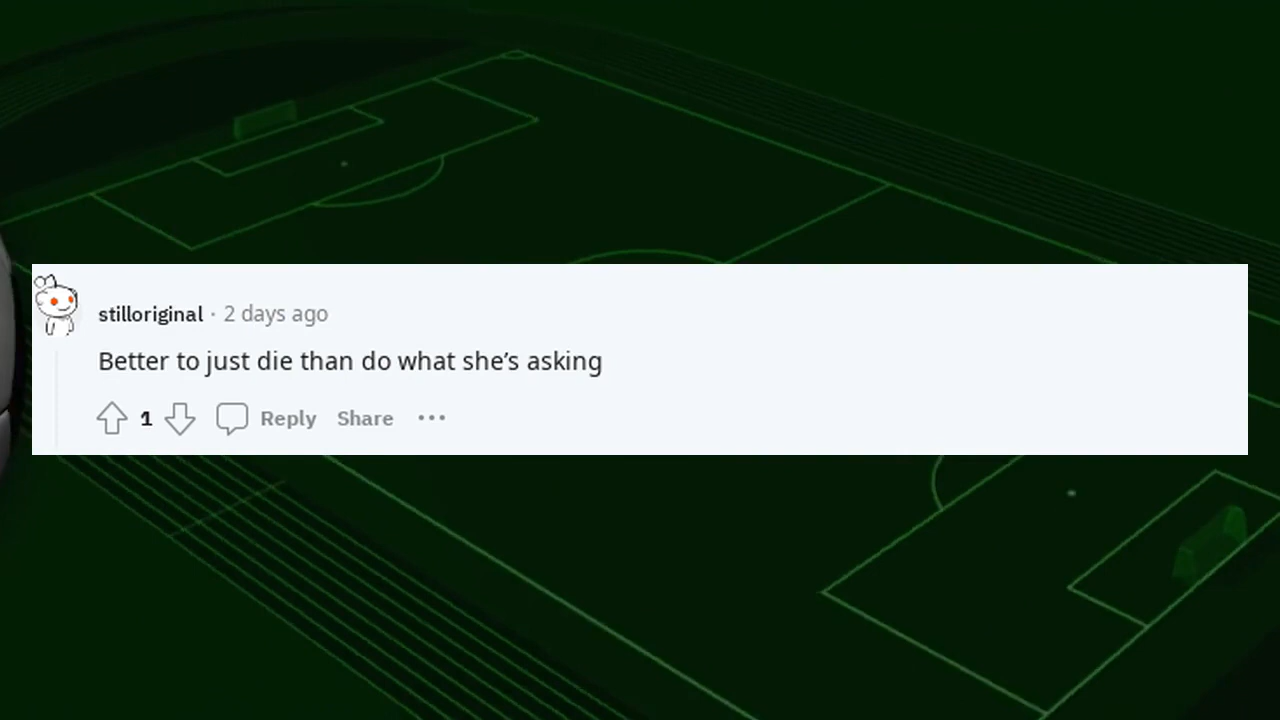 stilloriginal · 2 days ago
Better to just die than do what she’s asking
1 Reply Share ···